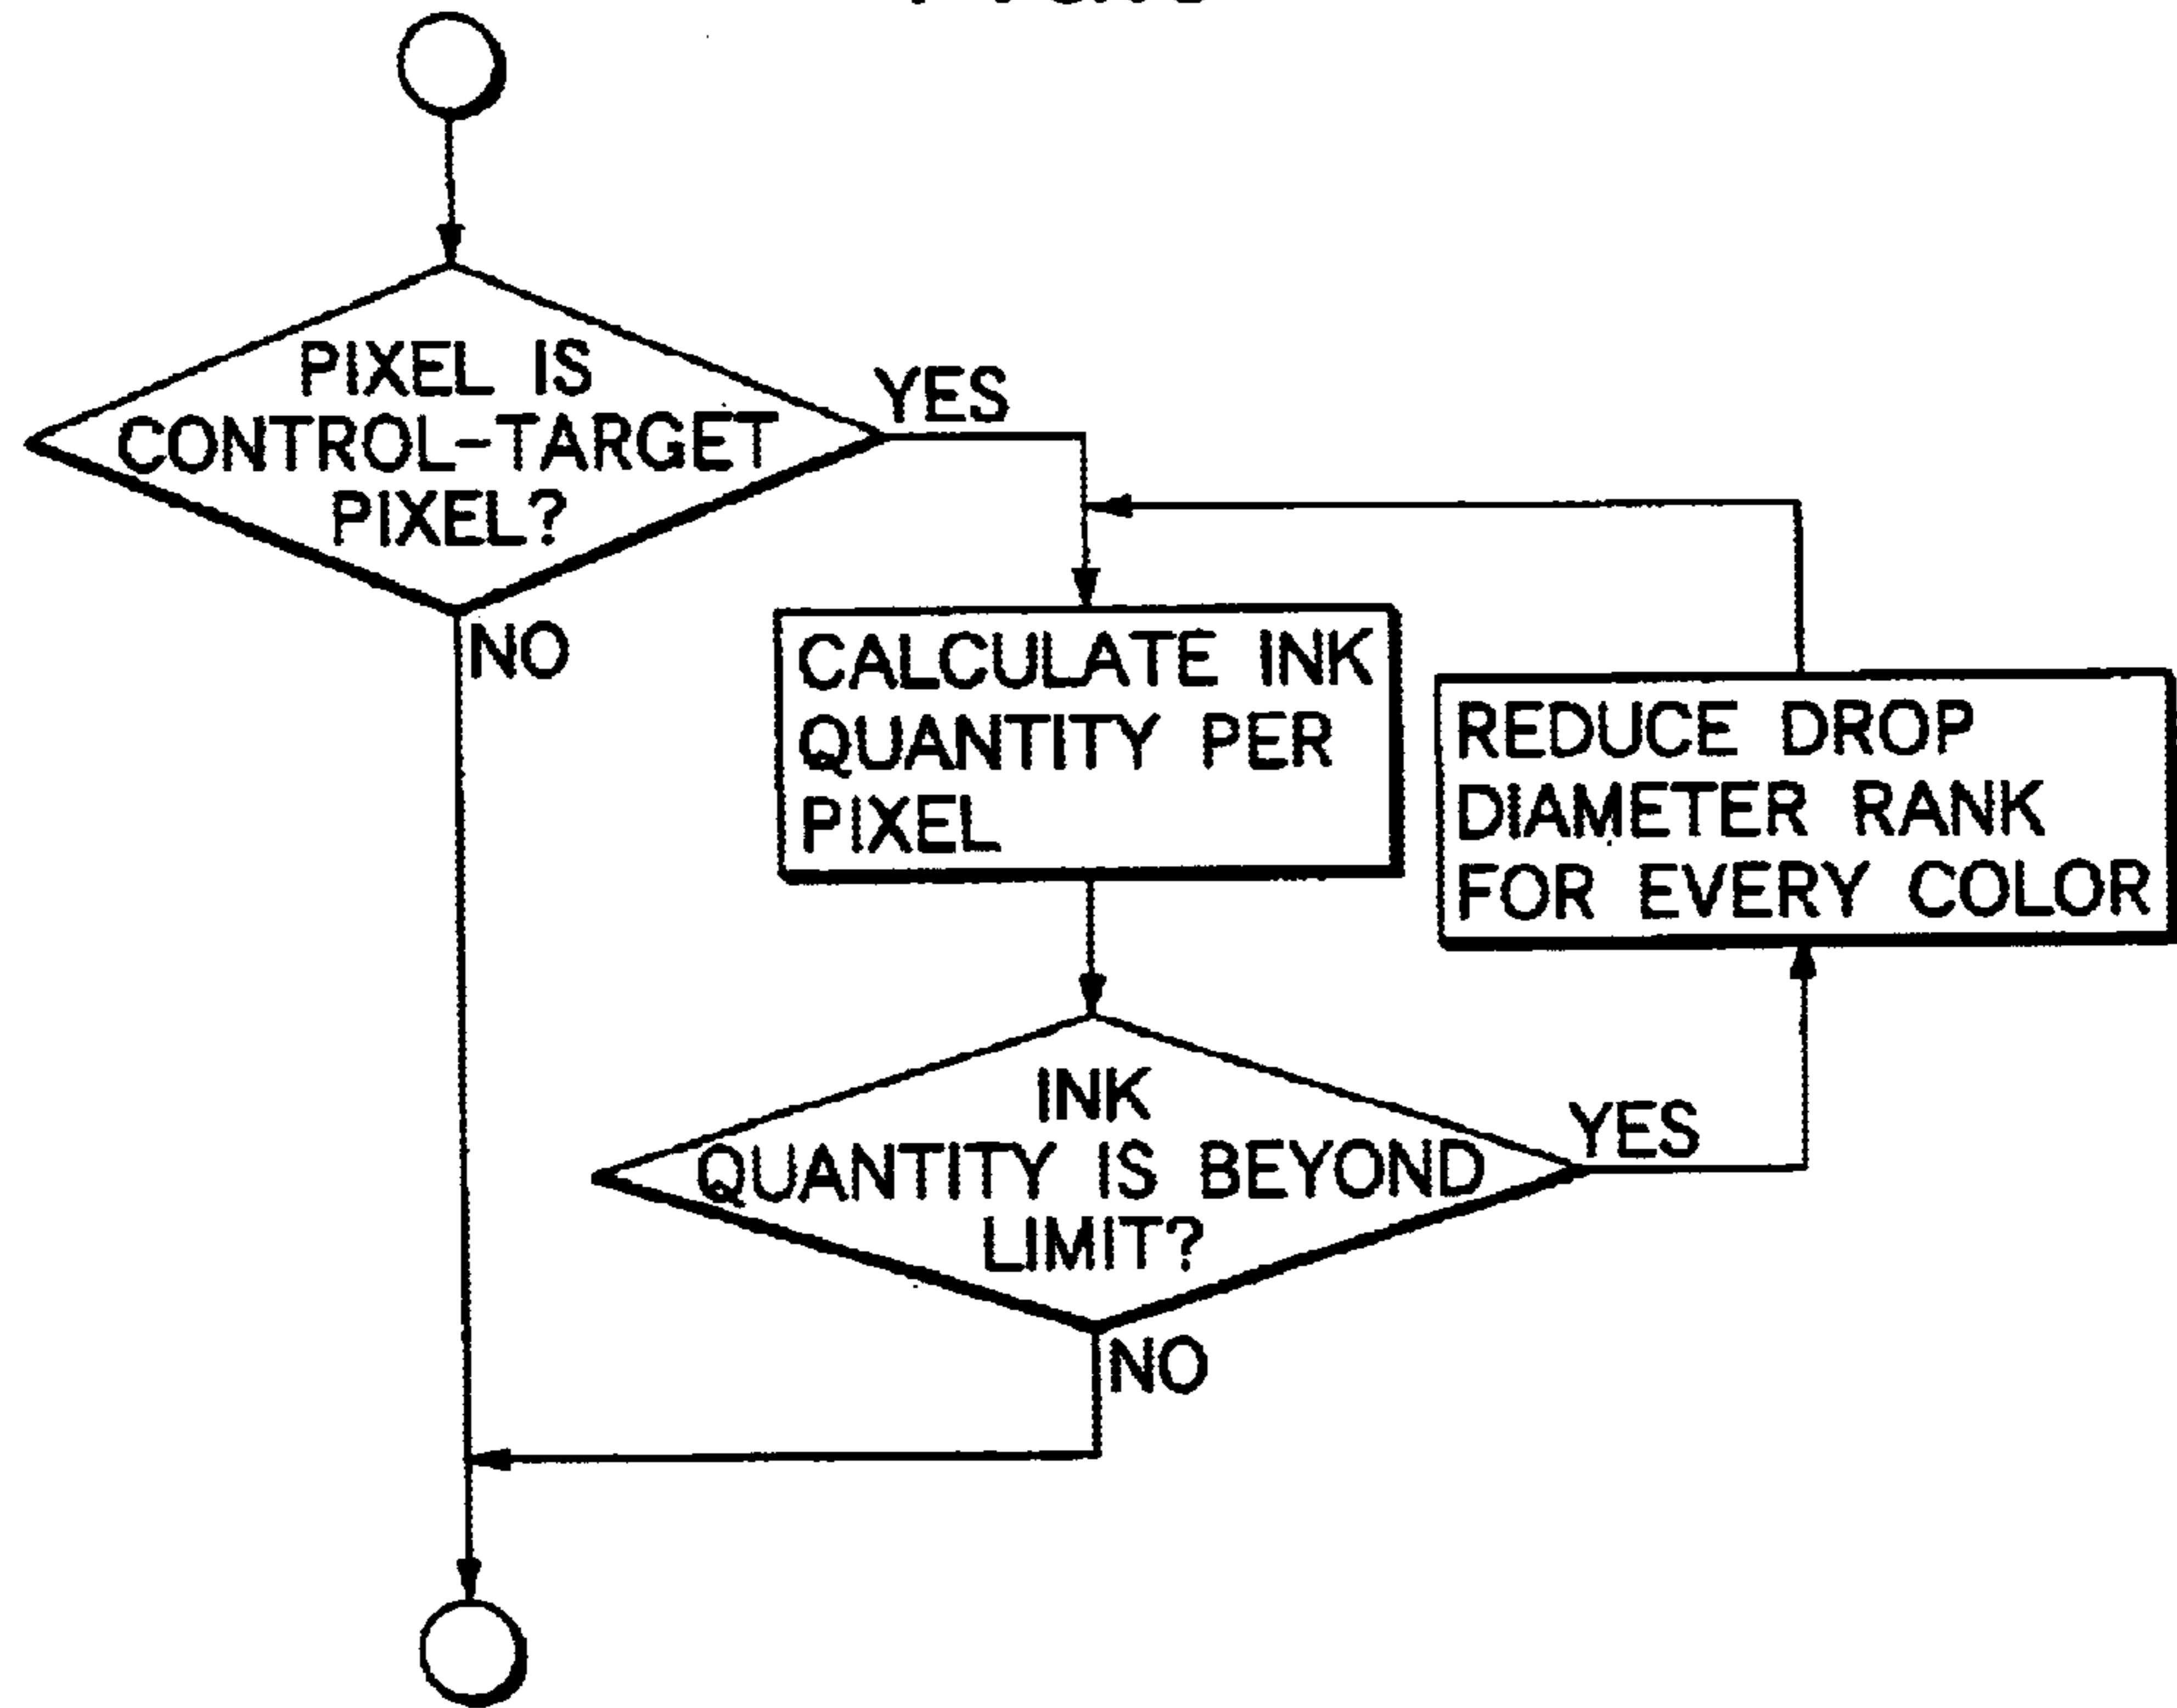 PIXEL IS
CONTROL-TARGET
PIXEL?
YES
NO
CALCULATE INK
QUANTITY PER
PIXEL
REDUCE DROP
DIAMETER RANK
FOR EVERY COLOR
INK
QUANTITY IS BEYOND
LIMIT?
YES
NO